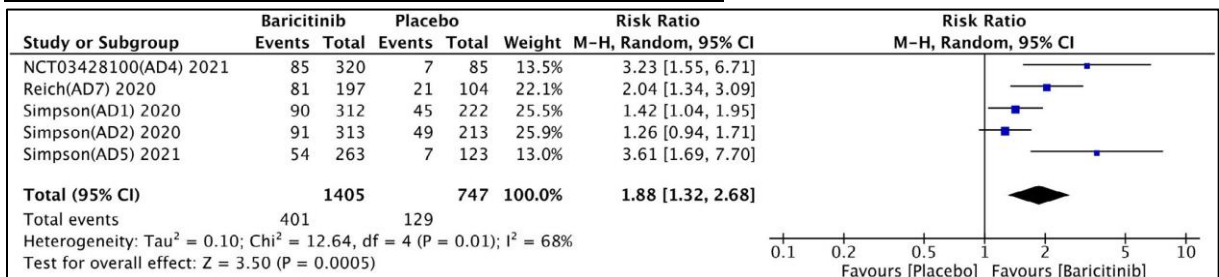 Baricitinib Placebo Risk Ratio Risk Ratio
Study or Subgroup Events Total Events Total Weight M-H, Random, 95% CI M-H, Random, 95% CI
NCT03428100(AD4) 2021 85 320 7 85 13.5% 3.23 [1.55, 6.71]
Reich(AD7) 2020 81 197 21 104 22.1% 2.04 [1.34, 3.09]
Simpson(AD1) 2020 90 312 45 222 25.5% 1.42 [1.04, 1.95]
Simpson(AD2) 2020 91 313 49 213 25.9% 1.26 [0.94, 1.71]
Simpson(AD5) 2021 54 263 7 123 13.0% 3.61 [1.69, 7.70]
Total (95% CI) 1405 747 100.0% 1.88 [1.32, 2.68]
Total events 401 129
Heterogeneity: Tau² = 0.10; Chi² = 12.64, df = 4 (P = 0.01); I² = 68%
Test for overall effect: Z = 3.50 (P = 0.0005)
0.1 0.2 0.5 1 2 5 10
Favours [Placebo] Favours [Baricitinib]